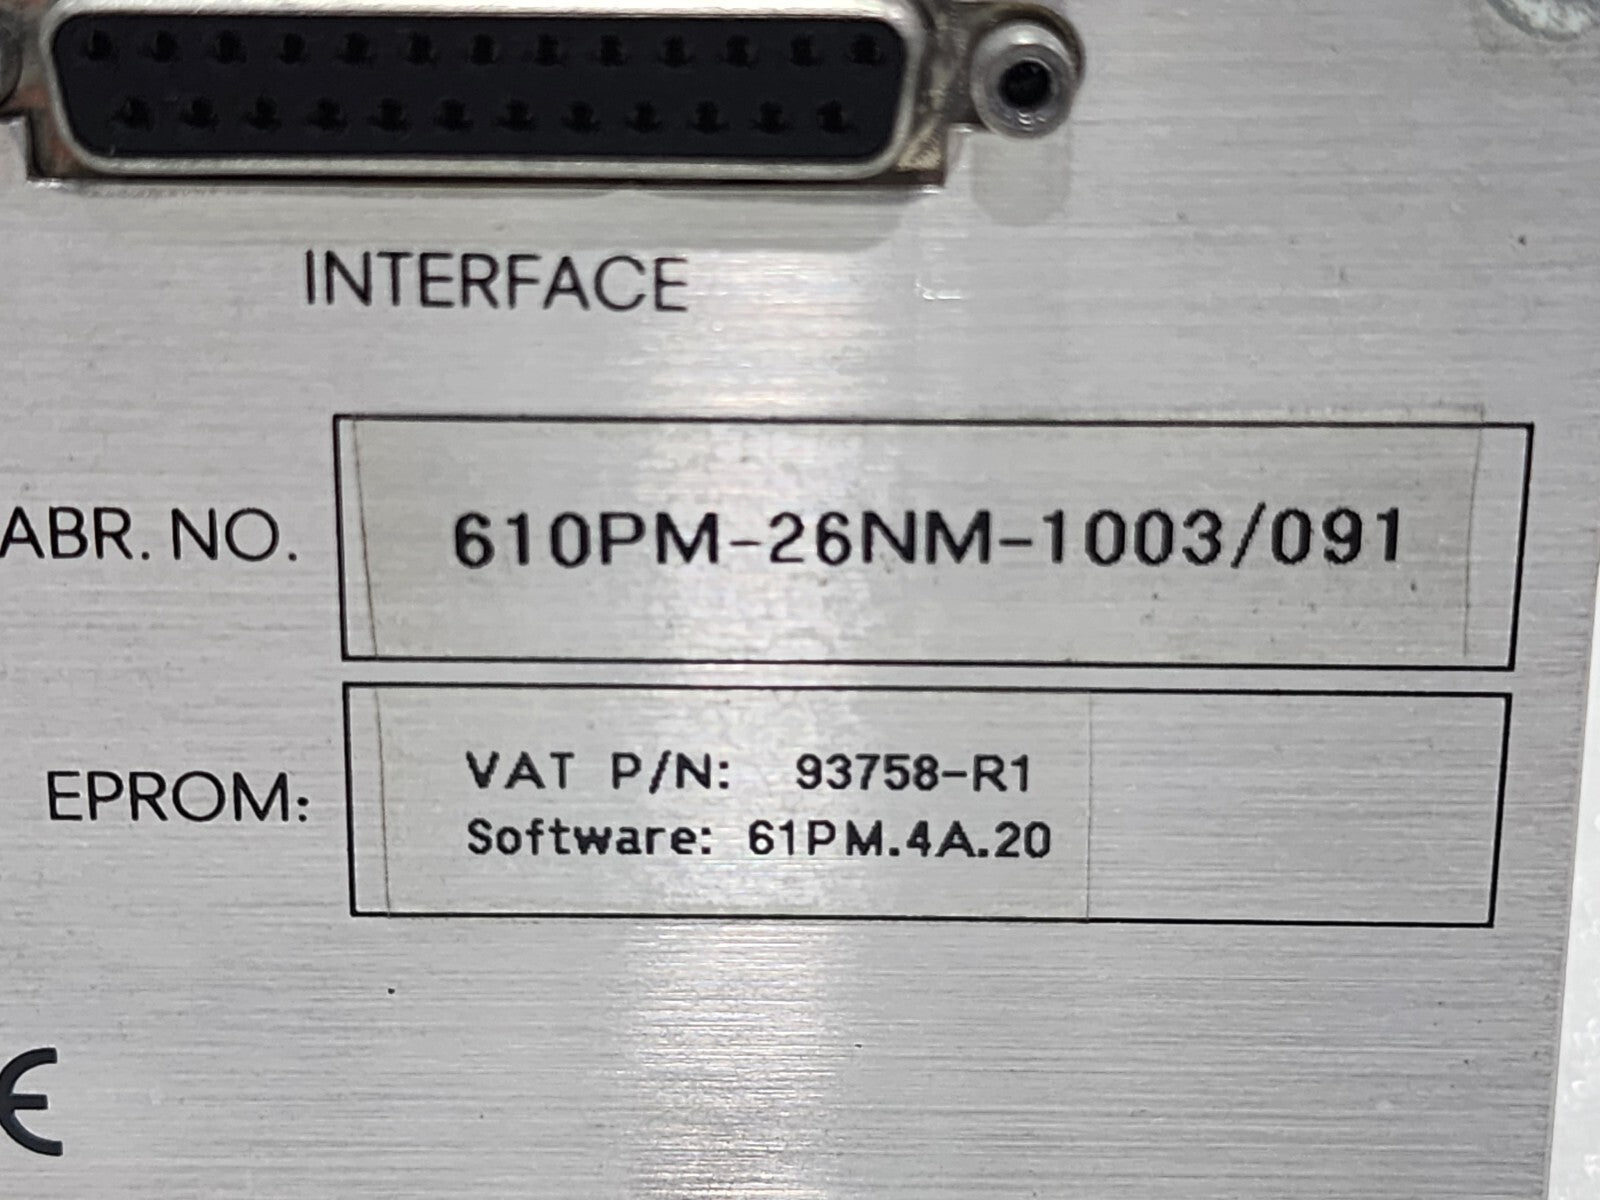 INTERFACE
ABR. NO. 610PM-26NM-1003/091
EPROM: VAT P/N: 93758-R1
Software: 61PM.4A.20